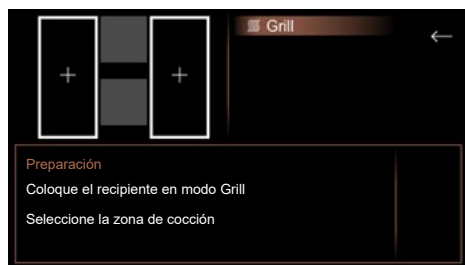 Grill
Preparación
Coloque el recipiente en modo Grill
Seleccione la zona de cocción